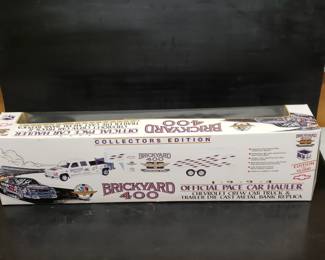 OFFICIAL PACE CAR HAULER
BRICKYARD
400
COLLECTORS EDITION
BRICKYARD
400
BRICKYARD
400
OFFICIAL PACE CAR HAULER
CHEVROLET CREW CAB TRUCK &
TRAILER DIE CAST METAL BANK REPLICA